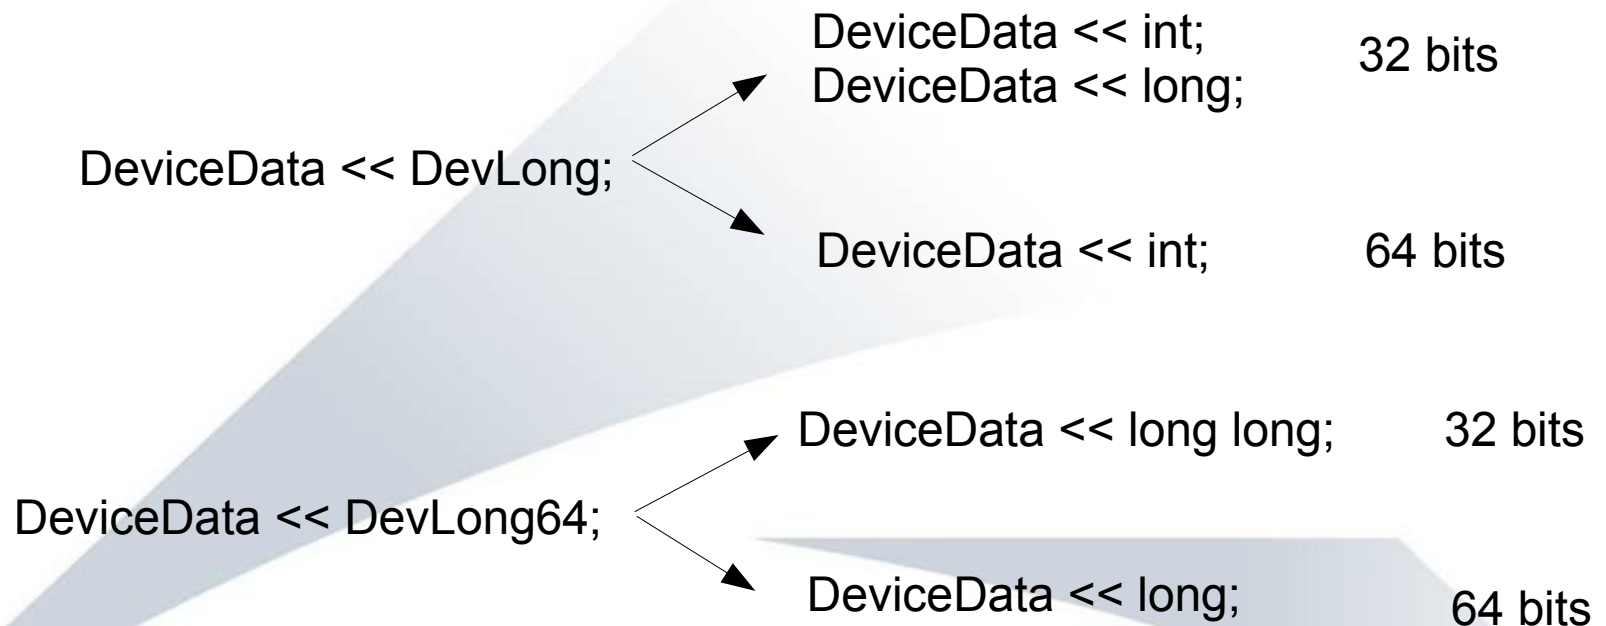 DeviceData << int;
DeviceData << long;
32 bits
DeviceData << DevLong;
DeviceData << int;
64 bits
DeviceData << long long;
32 bits
DeviceData << DevLong64;
DeviceData << long;
64 bits